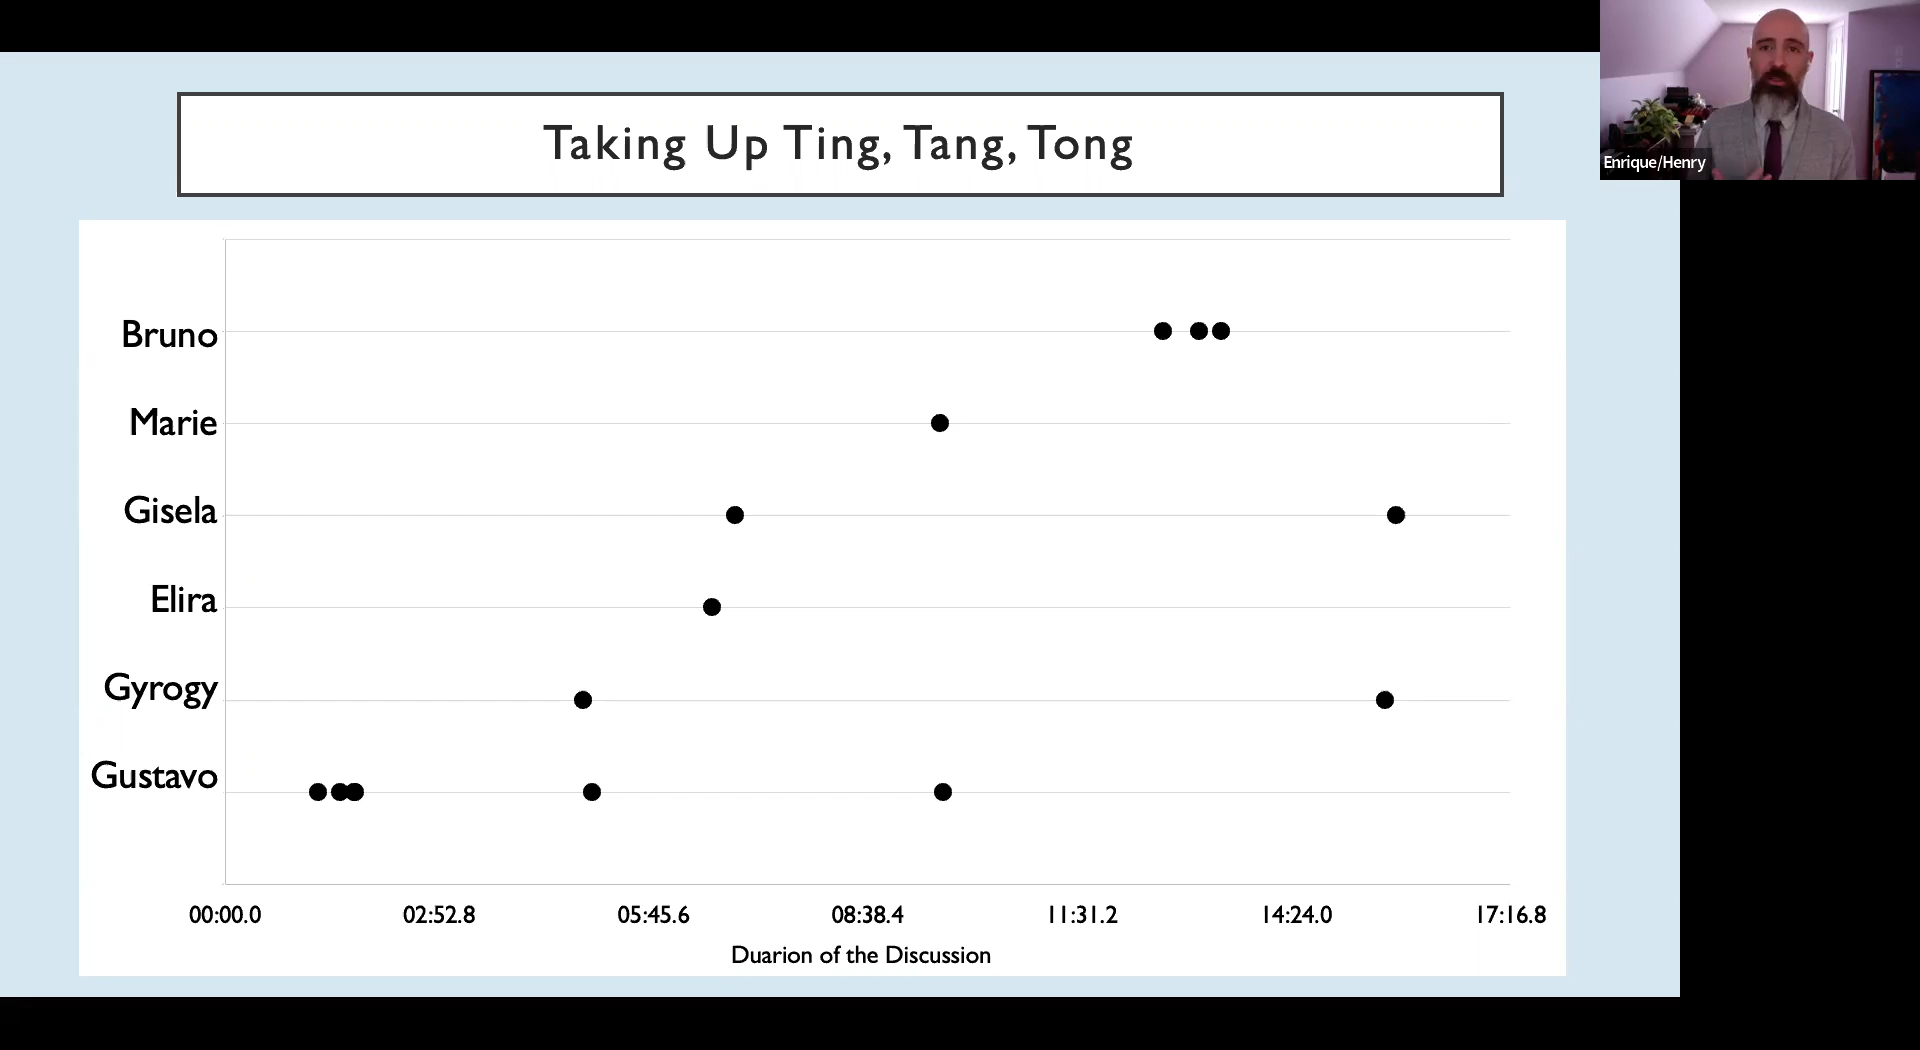 Taking Up Ting, Tang, Tong
Enrique/Henry
Bruno
Marie
Gisela
Elira
Gyrogy
Gustavo
00:00.0 02:52.8 05:45.6 08:38.4 11:31.2 14:24.0 17:16.8
Duarion of the Discussion